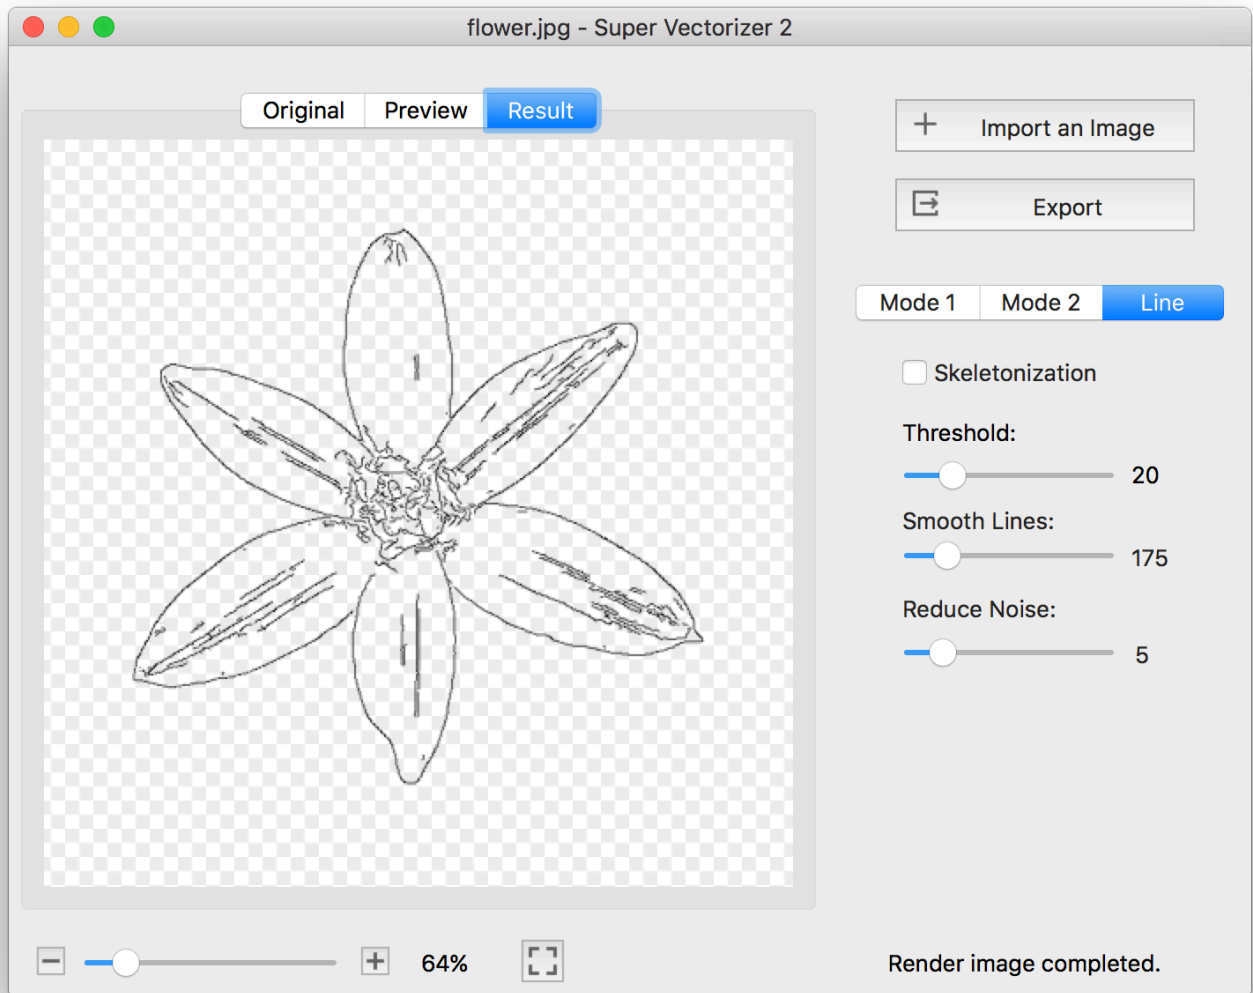 flower.jpg - Super Vectorizer 2
Original Preview Result
Import an Image
Export
Mode 1 Mode 2 Line
Skeletonization
Threshold:
20
Smooth Lines:
175
Reduce Noise:
5
64%
Render image completed.